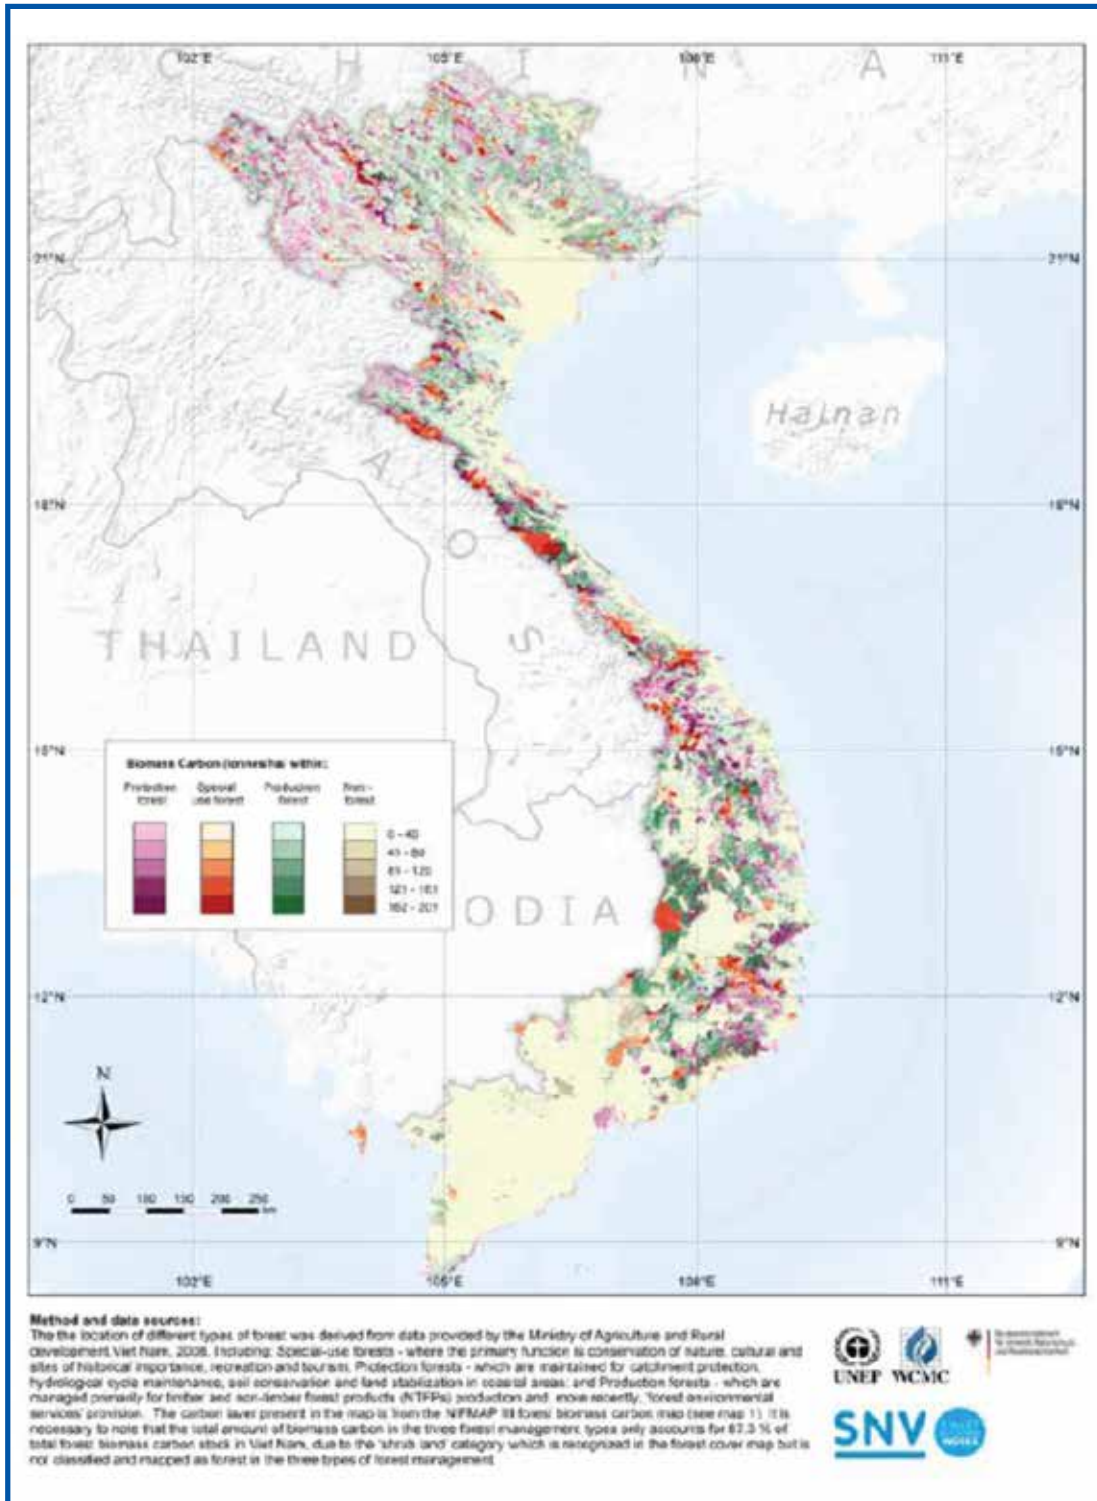 102°E 105°E 108°E 111°E
C H I N A
21°N 21°N
Hainan
L A O S
18°N 18°N
THAILAND
15°N 15°N
Biomass Carbon (tonnes/ha) within:
Protection forest
Special use forest
Production forest
Non-forest
0 - 40
41 - 80
81 - 120
121 - 161
162 - 201
ODIA
12°N 12°N
N
0 50 100 150 200 250
km
9°N 9°N
102°E 105°E 108°E 111°E
Method and data sources:
The the location of different types of forest was derived from data provided by the Ministry of Agriculture and Rural
development Viet Nam, 2008. Including: Special-use forests - where the primary function is conservation of nature, cultural and
sites of historical importance, recreation and tourism, Protection forests - which are maintained for catchment protection,
hydrological cycle maintenance, soil conservation and land stabilization in coastal areas; and Production forests - which are
managed primarily for timber and non-timber forest products (NTFPs) production and, more recently, 'forest environmental
services' provision. The carbon layer present in the map is from the NFIMAP III forest biomass carbon map (see map 1). It is
necessary to note that the total amount of biomass carbon in the three forest management types only accounts for 87.3 % of
total forest biomass carbon stock in Viet Nam, due to the 'shrub land' category which is recognized in the forest cover map but is
not classified and mapped as forest in the three types of forest management.
UNEP WCMC
SNV